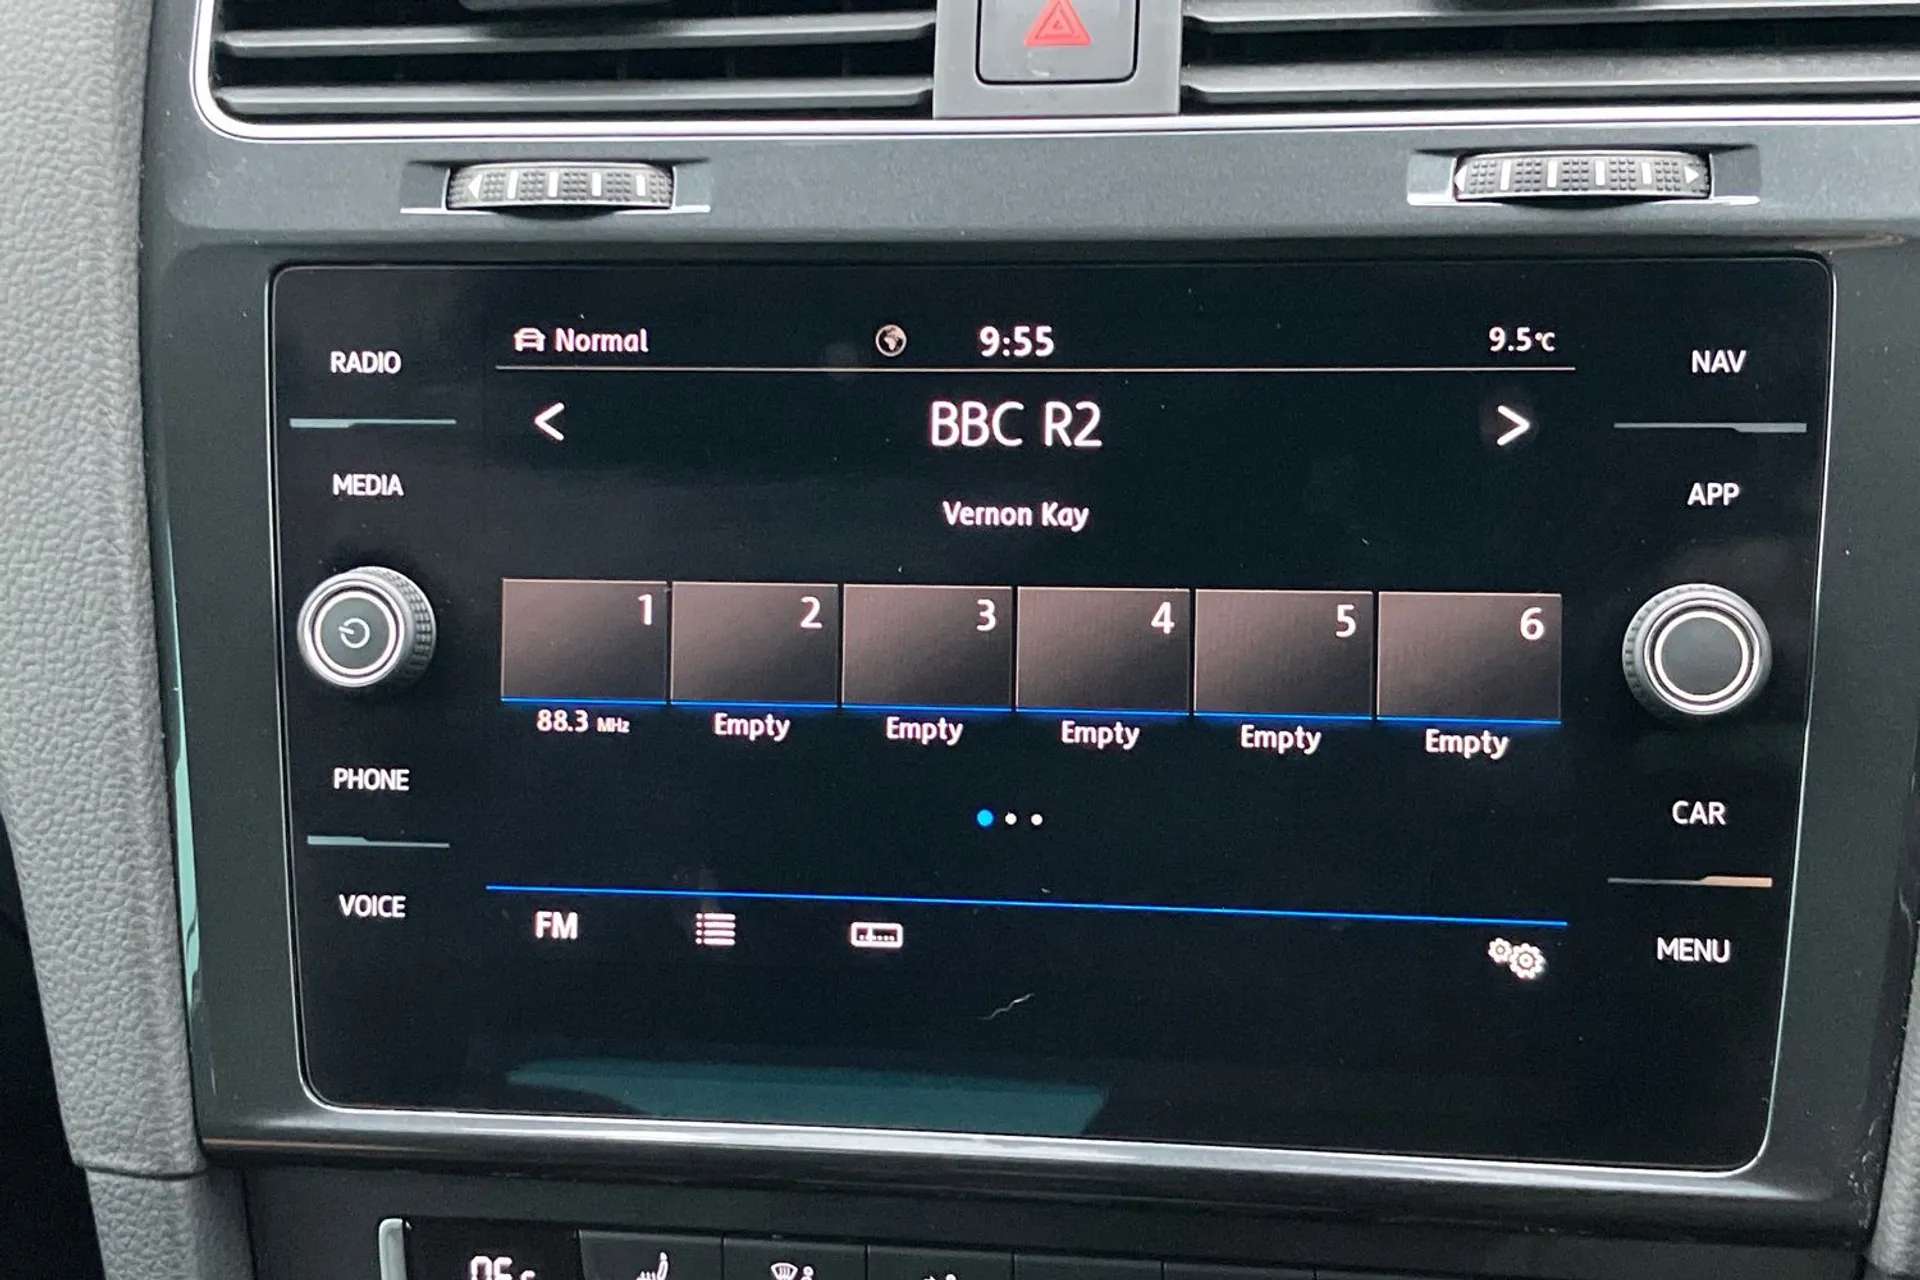 RADIO
MEDIA
PHONE
VOICE
Normal 9:55 9.5°C
< BBC R2 >
Vernon Kay
1 2 3 4 5 6
88.3 MHz Empty Empty Empty Empty Empty
FM
NAV
APP
CAR
MENU